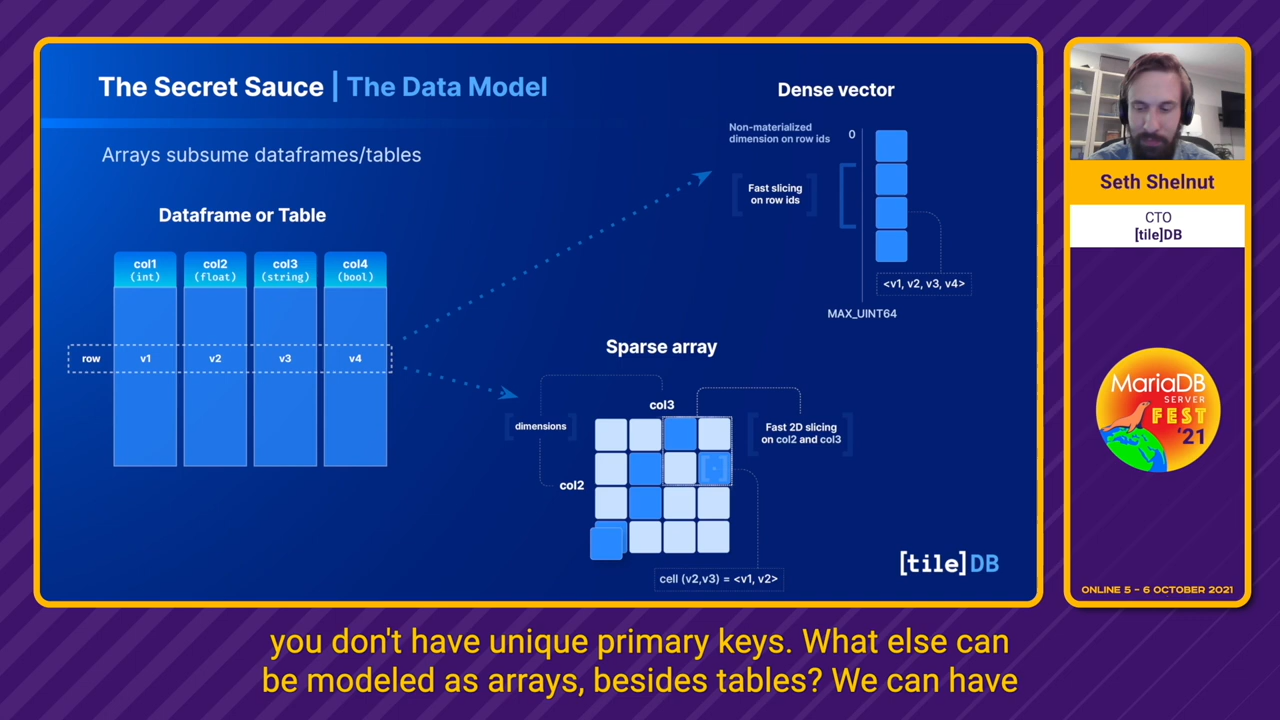 The Secret Sauce | The Data Model
Arrays subsume dataframes/tables
Dataframe or Table
col1
(int)
col2
(float)
col3
(string)
col4
(bool)
row
v1
v2
v3
v4
Dense vector
Non-materialized
dimension on row ids
0
Fast slicing
on row ids
<v1, v2, v3, v4>
MAX_UINT64
Sparse array
col3
dimensions
Fast 2D slicing
on col2 and col3
col2
cell (v2,v3) = <v1, v2>
[tile]DB
Seth Shelnut
CTO
[tile]DB
MariaDB
SERVER
FEST
'21
ONLINE 5 - 6 OCTOBER 2021
you don't have unique primary keys. What else can
be modeled as arrays, besides tables? We can have